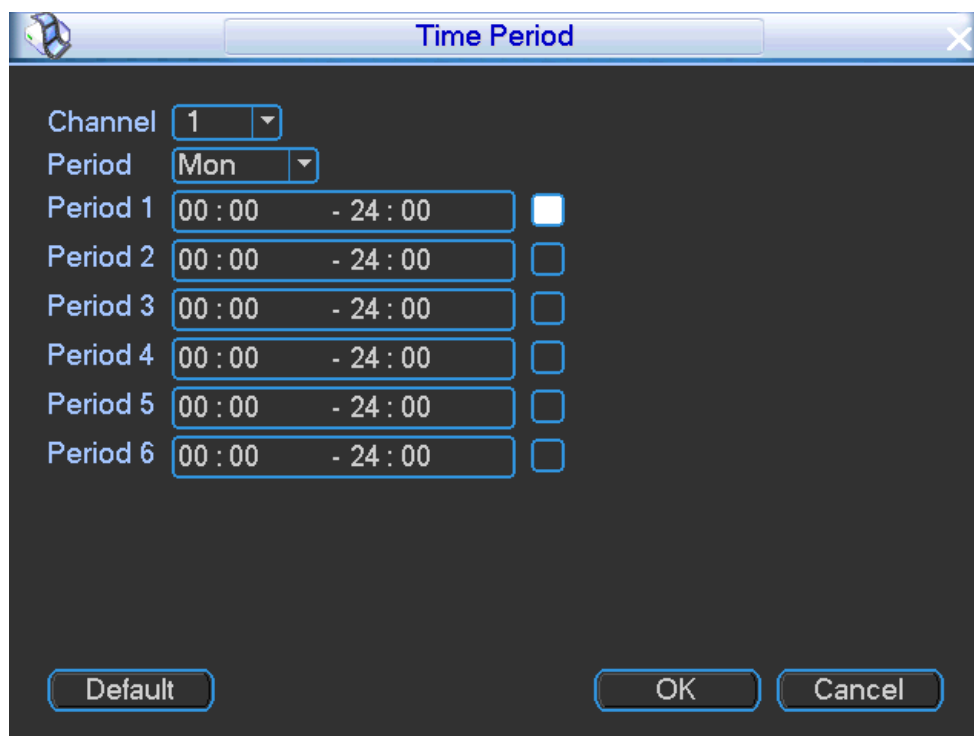 Time Period
Channel 1
Period Mon
Period 1 00 : 00 - 24 : 00
Period 2 00 : 00 - 24 : 00
Period 3 00 : 00 - 24 : 00
Period 4 00 : 00 - 24 : 00
Period 5 00 : 00 - 24 : 00
Period 6 00 : 00 - 24 : 00
Default OK Cancel